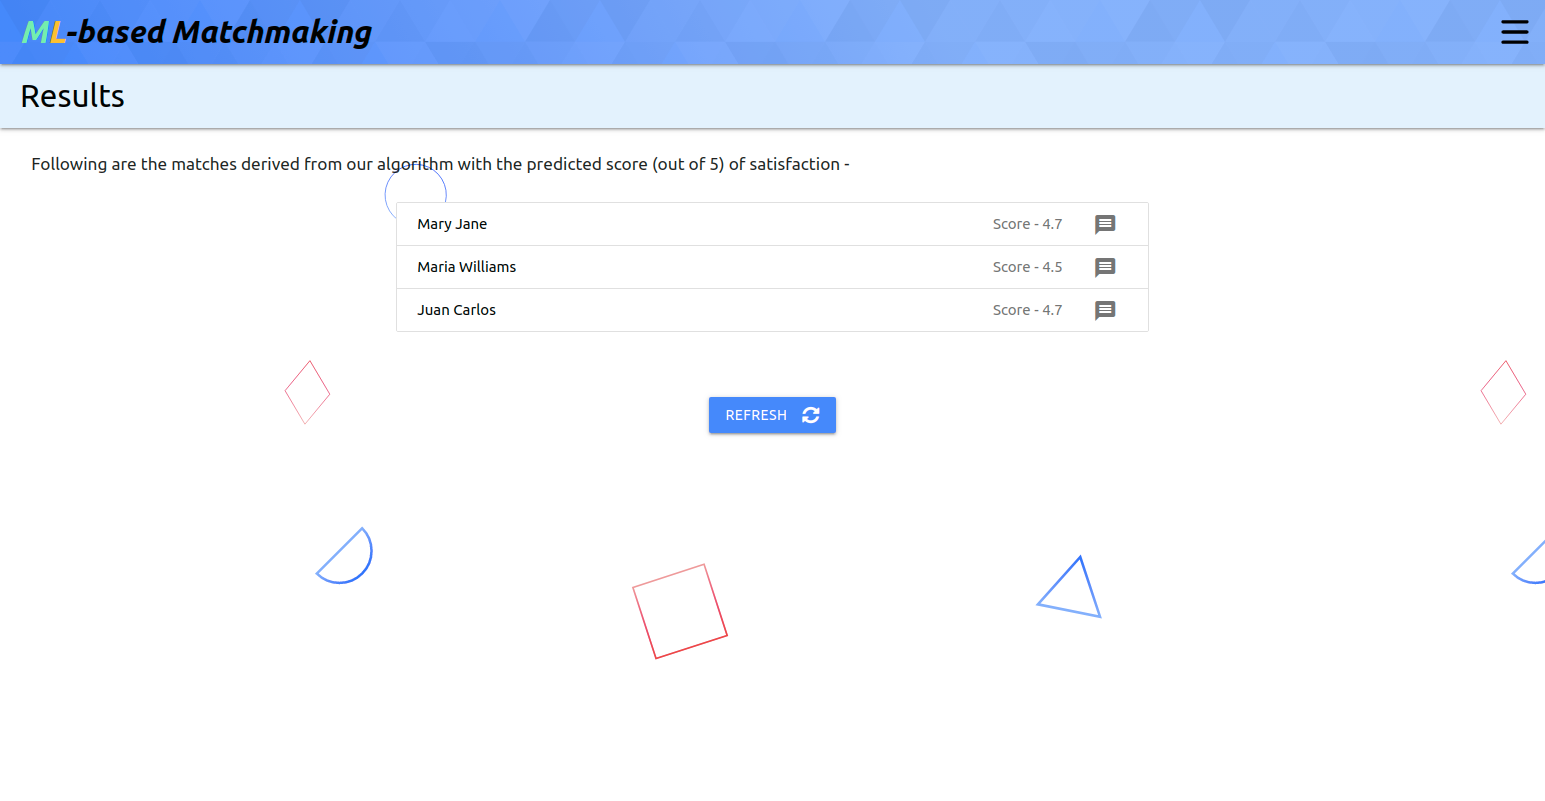 ML-based Matchmaking
Results
Following are the matches derived from our algorithm with the predicted score (out of 5) of satisfaction -
Mary Jane Score - 4.7
Maria Williams Score - 4.5
Juan Carlos Score - 4.7
REFRESH